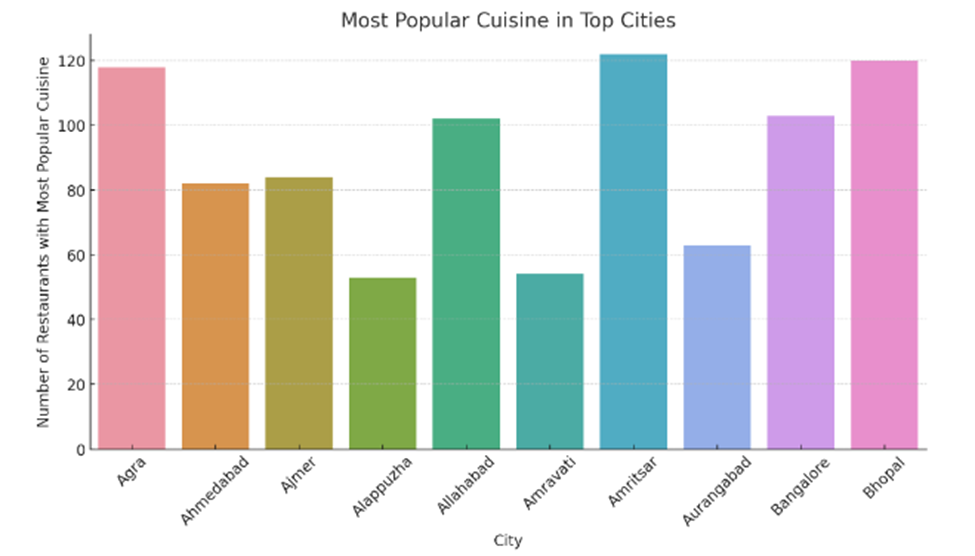 Most Popular Cuisine in Top Cities
Number of Restaurants with Most Popular Cuisine
120
100
80
60
40
20
0
Agra
Ahmedabad
Ajmer
Alappuzha
Allahabad
Amravati
Amritsar
Aurangabad
Bangalore
Bhopal
City